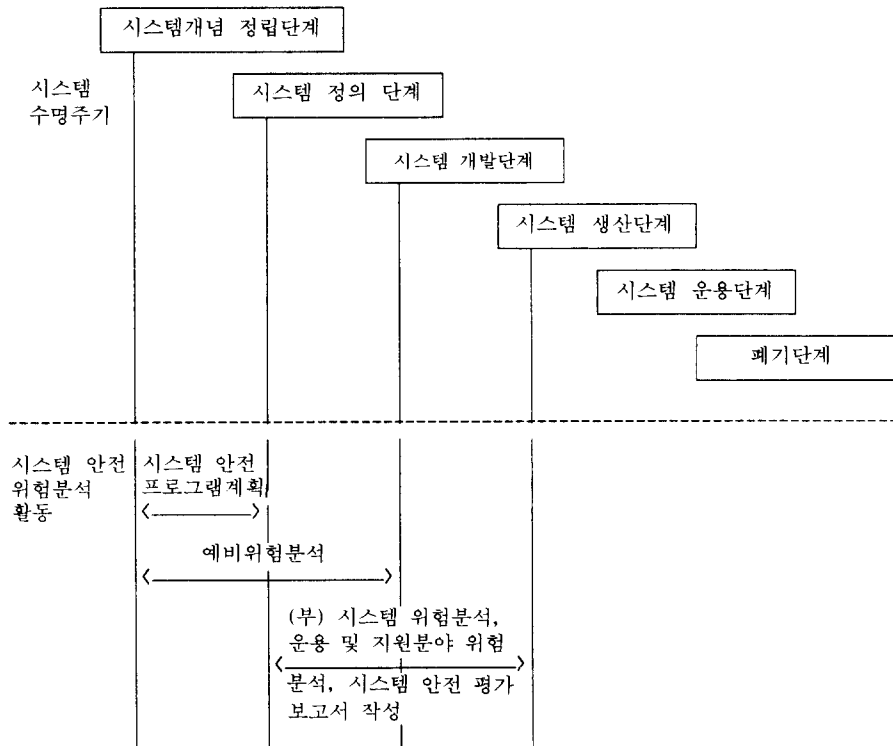 시스템개념 정립단계
시스템
수명주기
시스템 정의 단계
시스템 개발단계
시스템 생산단계
시스템 운용단계
폐기단계
시스템 안전
위험분석
활동
시스템 안전
프로그램계획
예비위험분석
(부) 시스템 위험분석,
운용 및 지원분야 위험
분석, 시스템 안전 평가
보고서 작성